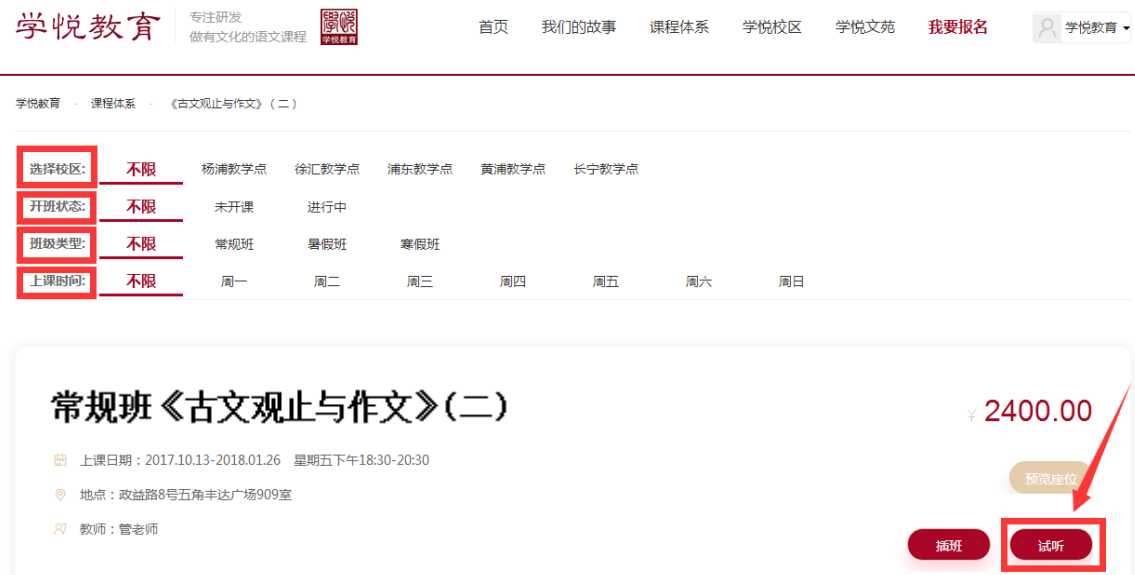 学悦教育
专注研发
做有文化的语文课程
學悦
学悦教育
首页 我们的故事 课程体系 学悦校区 学悦文苑 我要报名 学悦教育
学悦教育 - 课程体系 - 《古文观止与作文》（二）
选择校区: 不限 杨浦教学点 徐汇教学点 浦东教学点 黄浦教学点 长宁教学点
开班状态: 不限 未开课 进行中
班级类型: 不限 常规班 暑假班 寒假班
上课时间: 不限 周一 周二 周三 周四 周五 周六 周日
常规班《古文观止与作文》(二)
¥ 2400.00
上课日期：2017.10.13-2018.01.26 星期五下午18:30-20:30
预览座位
地点：政益路8号五角丰达广场909室
教师：管老师
插班 试听